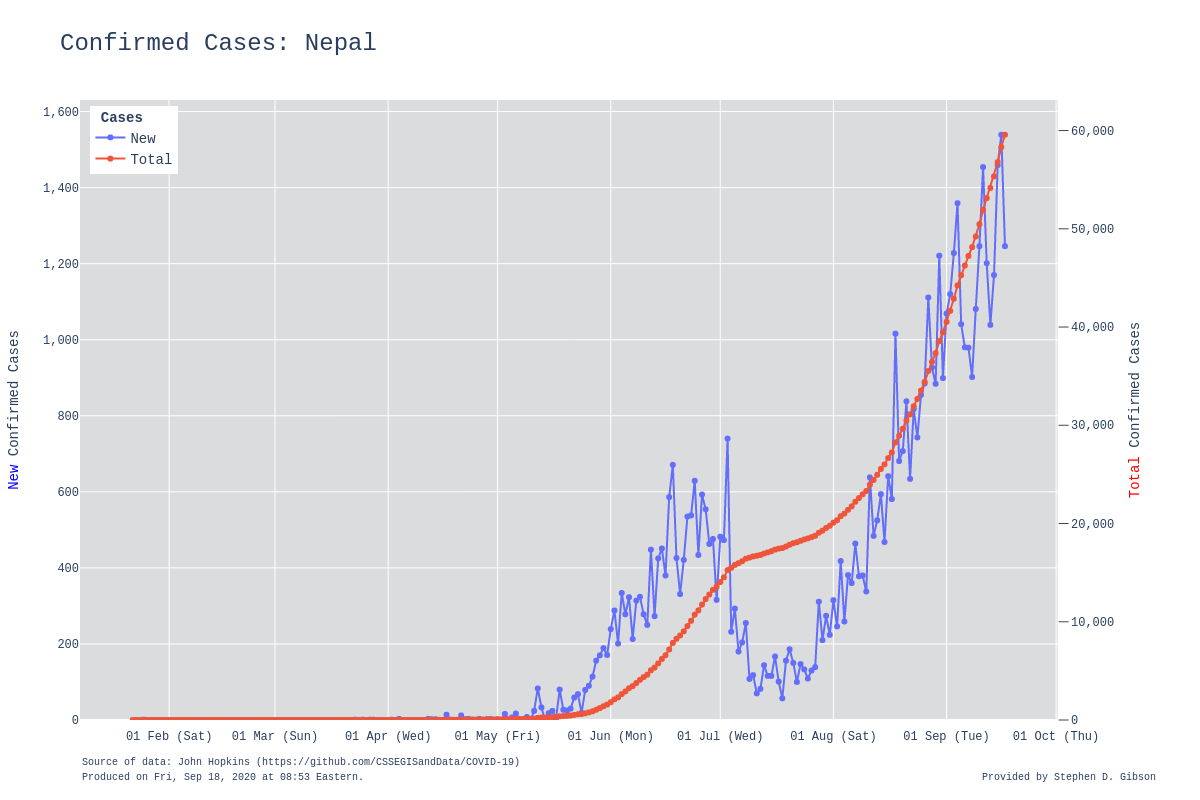 Confirmed Cases: Nepal
Cases
New
Total
1,600
1,400
1,200
1,000
800
600
400
200
0
New Confirmed Cases
60,000
50,000
40,000
30,000
20,000
10,000
0
Total Confirmed Cases
01 Feb (Sat) 01 Mar (Sun) 01 Apr (Wed) 01 May (Fri) 01 Jun (Mon) 01 Jul (Wed) 01 Aug (Sat) 01 Sep (Tue) 01 Oct (Thu)
Source of data: John Hopkins (https://github.com/CSSEGISandData/COVID-19)
Produced on Fri, Sep 18, 2020 at 08:53 Eastern.
Provided by Stephen D. Gibson